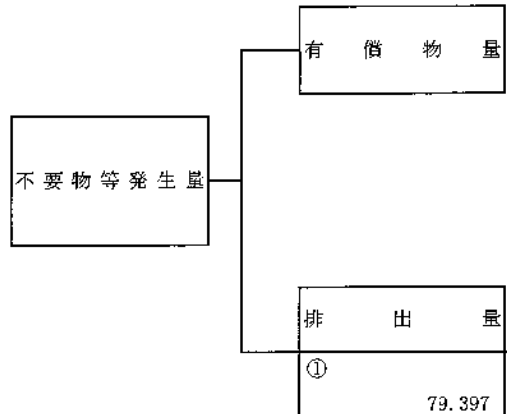 有償物量
不要物等発生量
排出量
①
79.397